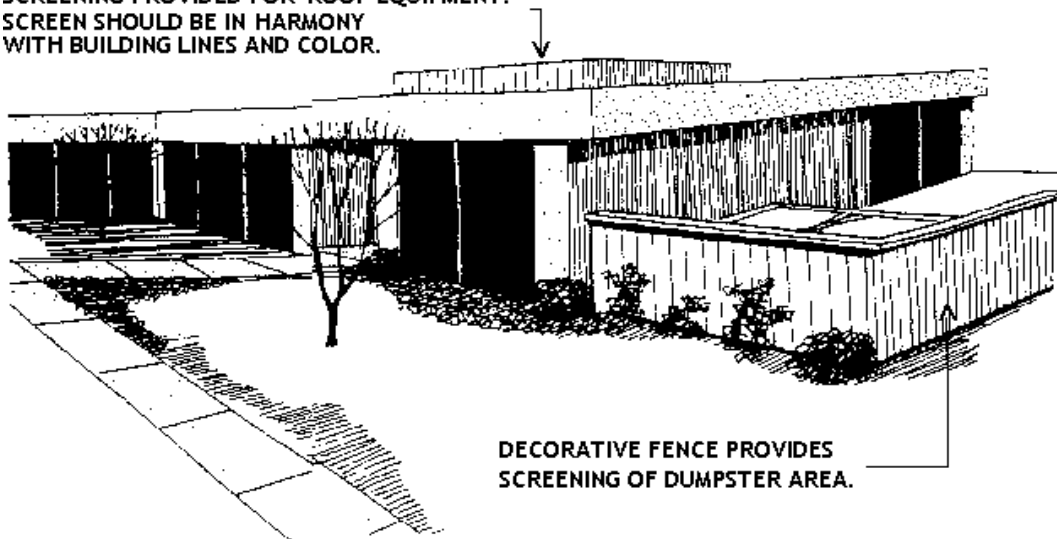 SCREENING PROVIDED FOR ROOF EQUIPMENT.
SCREEN SHOULD BE IN HARMONY
WITH BUILDING LINES AND COLOR.
DECORATIVE FENCE PROVIDES
SCREENING OF DUMPSTER AREA.